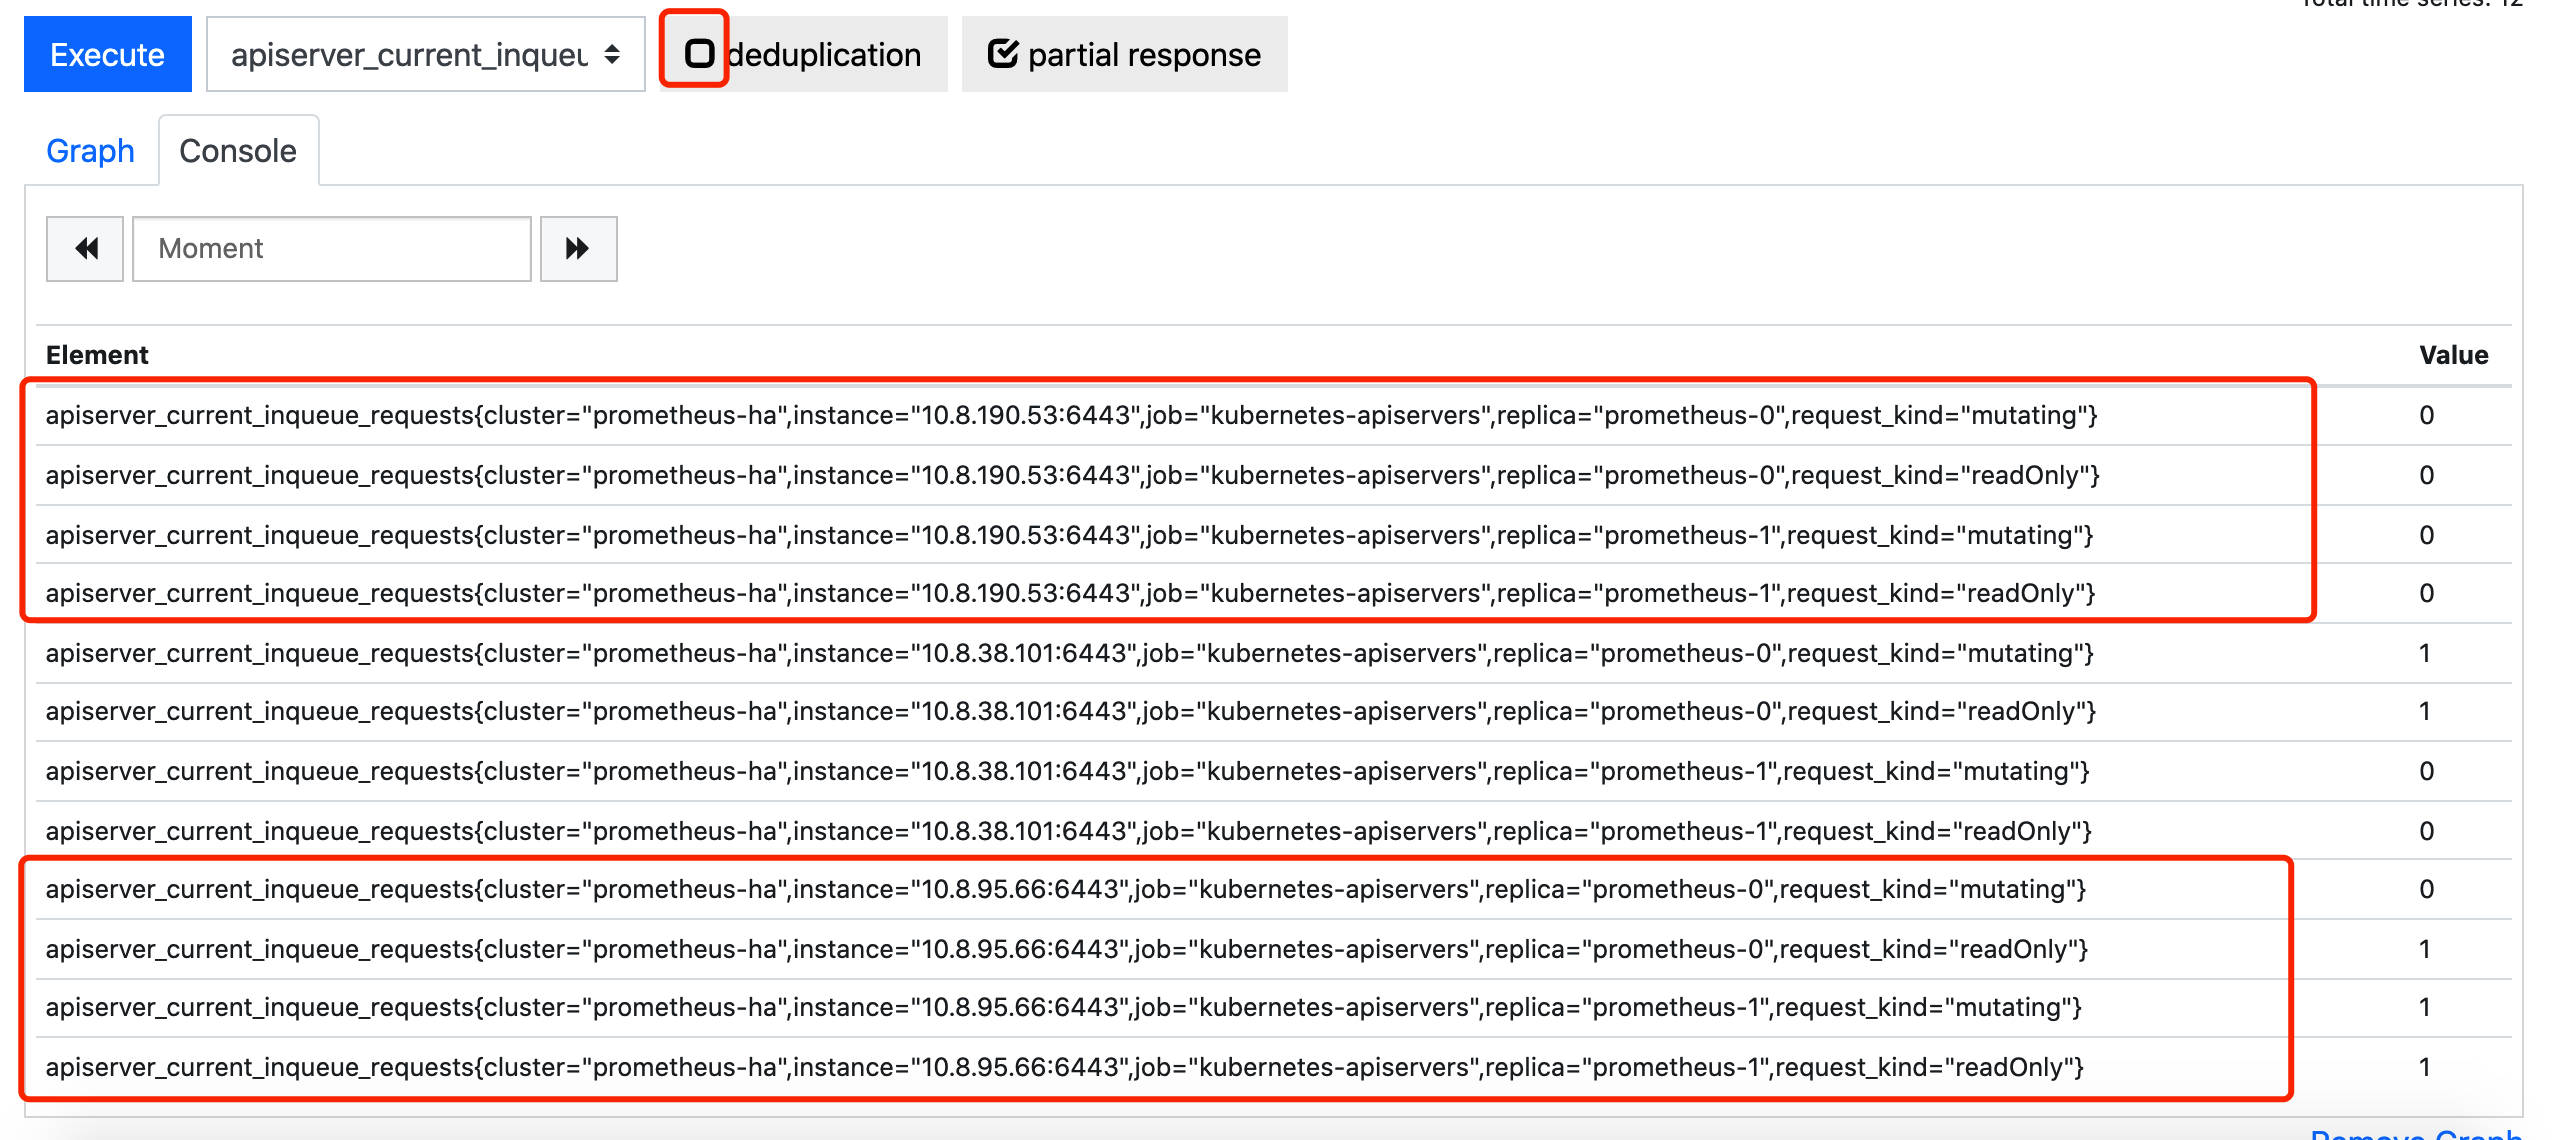 Total time series: 12
Execute apiserver_current_inqueu deduplication partial response
Graph Console
Moment
Element Value
apiserver_current_inqueue_requests{cluster="prometheus-ha",instance="10.8.190.53:6443",job="kubernetes-apiservers",replica="prometheus-0",request_kind="mutating"} 0
apiserver_current_inqueue_requests{cluster="prometheus-ha",instance="10.8.190.53:6443",job="kubernetes-apiservers",replica="prometheus-0",request_kind="readOnly"} 0
apiserver_current_inqueue_requests{cluster="prometheus-ha",instance="10.8.190.53:6443",job="kubernetes-apiservers",replica="prometheus-1",request_kind="mutating"} 0
apiserver_current_inqueue_requests{cluster="prometheus-ha",instance="10.8.190.53:6443",job="kubernetes-apiservers",replica="prometheus-1",request_kind="readOnly"} 0
apiserver_current_inqueue_requests{cluster="prometheus-ha",instance="10.8.38.101:6443",job="kubernetes-apiservers",replica="prometheus-0",request_kind="mutating"} 1
apiserver_current_inqueue_requests{cluster="prometheus-ha",instance="10.8.38.101:6443",job="kubernetes-apiservers",replica="prometheus-0",request_kind="readOnly"} 1
apiserver_current_inqueue_requests{cluster="prometheus-ha",instance="10.8.38.101:6443",job="kubernetes-apiservers",replica="prometheus-1",request_kind="mutating"} 0
apiserver_current_inqueue_requests{cluster="prometheus-ha",instance="10.8.38.101:6443",job="kubernetes-apiservers",replica="prometheus-1",request_kind="readOnly"} 0
apiserver_current_inqueue_requests{cluster="prometheus-ha",instance="10.8.95.66:6443",job="kubernetes-apiservers",replica="prometheus-0",request_kind="mutating"} 0
apiserver_current_inqueue_requests{cluster="prometheus-ha",instance="10.8.95.66:6443",job="kubernetes-apiservers",replica="prometheus-0",request_kind="readOnly"} 1
apiserver_current_inqueue_requests{cluster="prometheus-ha",instance="10.8.95.66:6443",job="kubernetes-apiservers",replica="prometheus-1",request_kind="mutating"} 1
apiserver_current_inqueue_requests{cluster="prometheus-ha",instance="10.8.95.66:6443",job="kubernetes-apiservers",replica="prometheus-1",request_kind="readOnly"} 1
Remove Graph